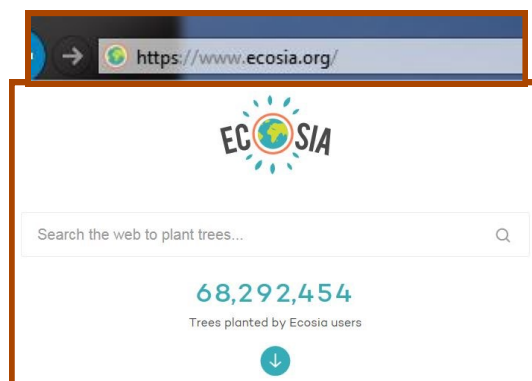 https://www.ecosia.org/
ECOSIA
Search the web to plant trees...
68,292,454
Trees planted by Ecosia users